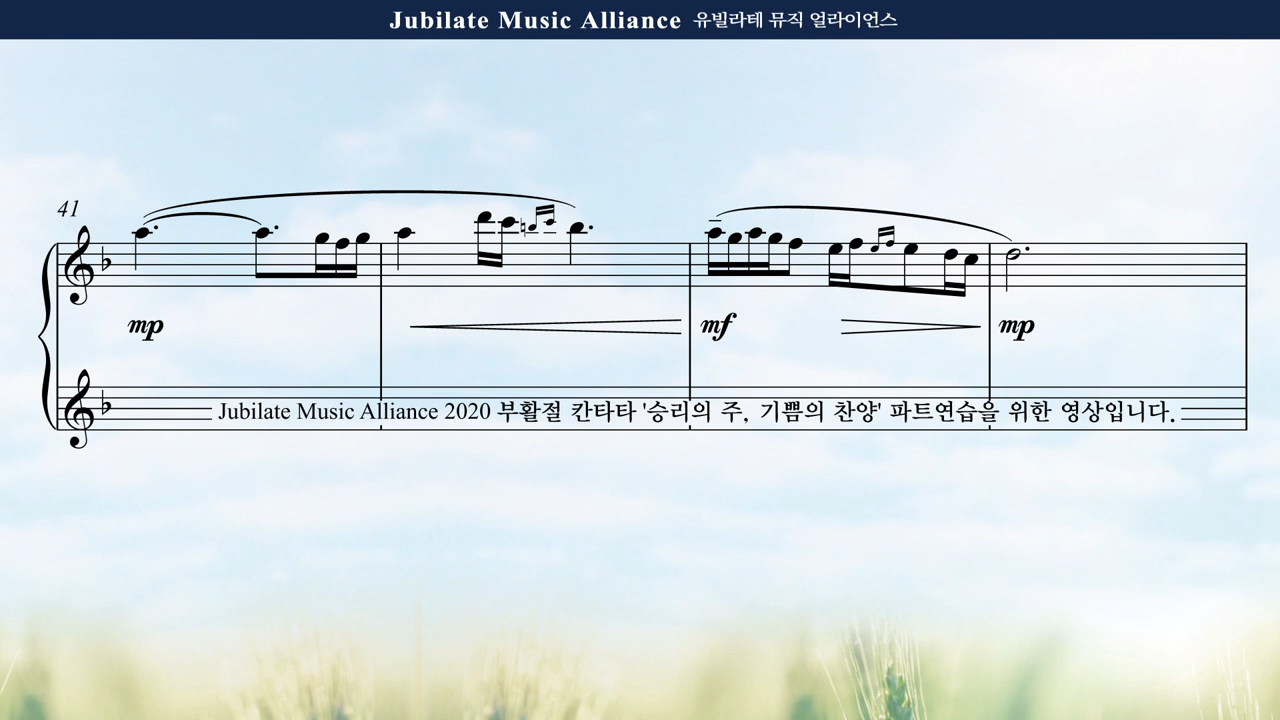 Jubilate Music Alliance 유빌라테 뮤직 얼라이언스
41
mp mf mp
Jubilate Music Alliance 2020 부활절 칸타타 '승리의 주, 기쁨의 찬양' 파트연습을 위한 영상입니다.